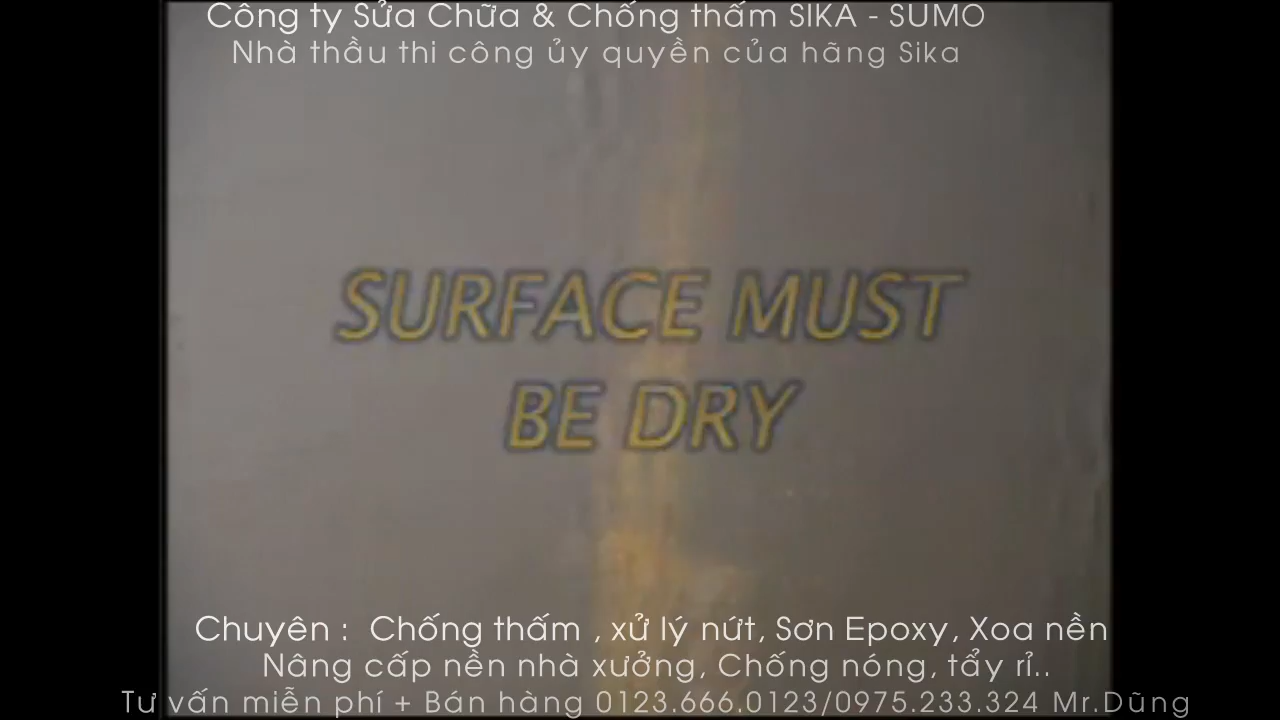 Công ty Sửa Chữa & Chống thấm SIKA - SUMO
Nhà thầu thi công ủy quyền của hãng Sika
SURFACE MUST
BE DRY
Chuyên : Chống thấm , xử lý nứt, Sơn Epoxy, Xoa nền
Nâng cấp nền nhà xưởng, Chống nóng, tẩy rỉ..
Tư vấn miễn phí + Bán hàng 0123.666.0123/0975.233.324 Mr.Dũng